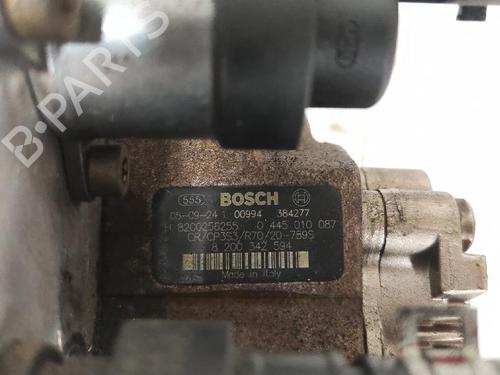 B-PARTS
555 BOSCH
05-09-24 1 00994 384277
H 8200256255 0 445 010 087
CR/CP3S3/R70/20-789S
8 200 342 594
Made in Italy